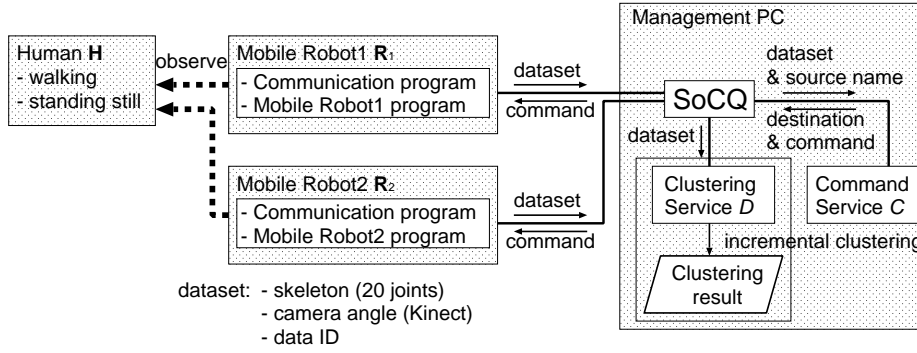 Human H
- walking
- standing still
observe
Mobile Robot1 R1
- Communication program
- Mobile Robot1 program
dataset
command
Mobile Robot2 R2
- Communication program
- Mobile Robot2 program
dataset
command
dataset: - skeleton (20 joints)
- camera angle (Kinect)
- data ID
Management PC
SoCQ
dataset
& source name
destination
& command
dataset
Clustering
Service D
Command
Service C
incremental clustering
Clustering
result